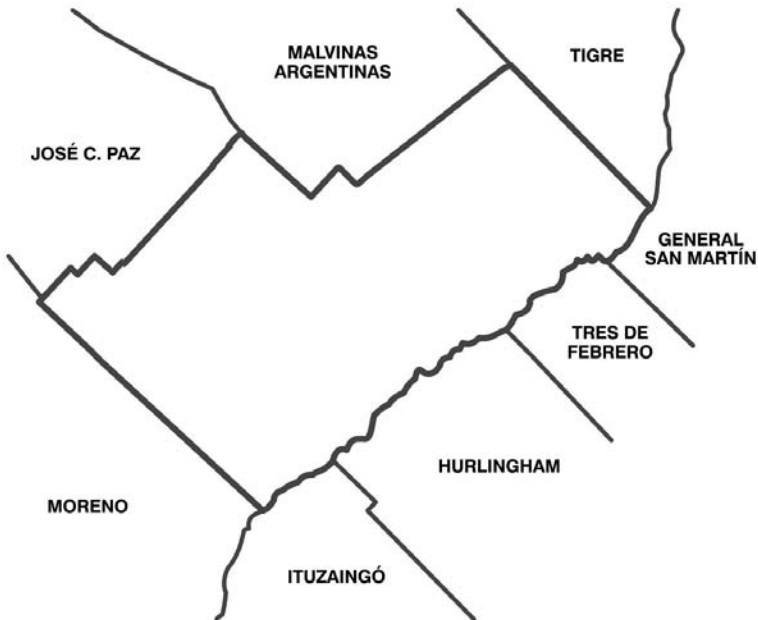 MALVINAS
ARGENTINAS
TIGRE
JOSÉ C. PAZ
GENERAL
SAN MARTÍN
TRES DE
FEBRERO
HURLINGHAM
MORENO
ITUZAINGÓ